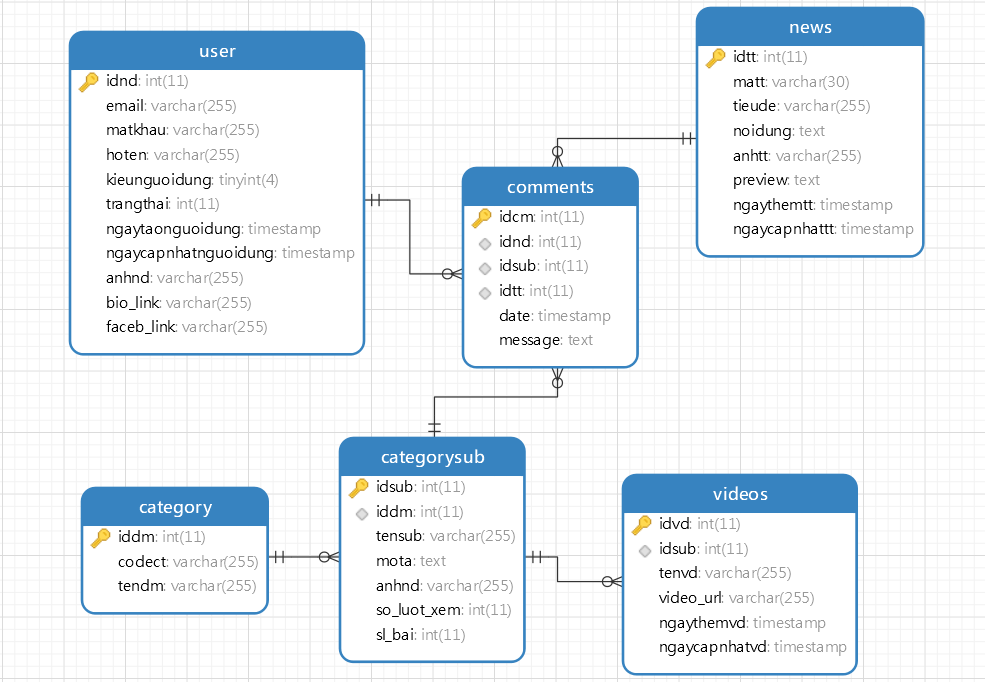 user
idnd: int(11)
email: varchar(255)
matkhau: varchar(255)
hoten: varchar(255)
kieunguoidung: tinyint(4)
trangthai: int(11)
ngaytaonguoidung: timestamp
ngaycapnhatnguoidung: timestamp
anhnd: varchar(255)
bio_link: varchar(255)
faceb_link: varchar(255)
news
idtt: int(11)
matt: varchar(30)
tieude: varchar(255)
noidung: text
anhtt: varchar(255)
preview: text
ngaythemtt: timestamp
ngaycapnhattt: timestamp
comments
idcm: int(11)
idnd: int(11)
idsub: int(11)
idtt: int(11)
date: timestamp
message: text
category
iddm: int(11)
codect: varchar(255)
tendm: varchar(255)
categorysub
idsub: int(11)
iddm: int(11)
tensub: varchar(255)
mota: text
anhnd: varchar(255)
so_luot_xem: int(11)
sl_bai: int(11)
videos
idvd: int(11)
idsub: int(11)
tenvd: varchar(255)
video_url: varchar(255)
ngaythemvd: timestamp
ngaycapnhatvd: timestamp